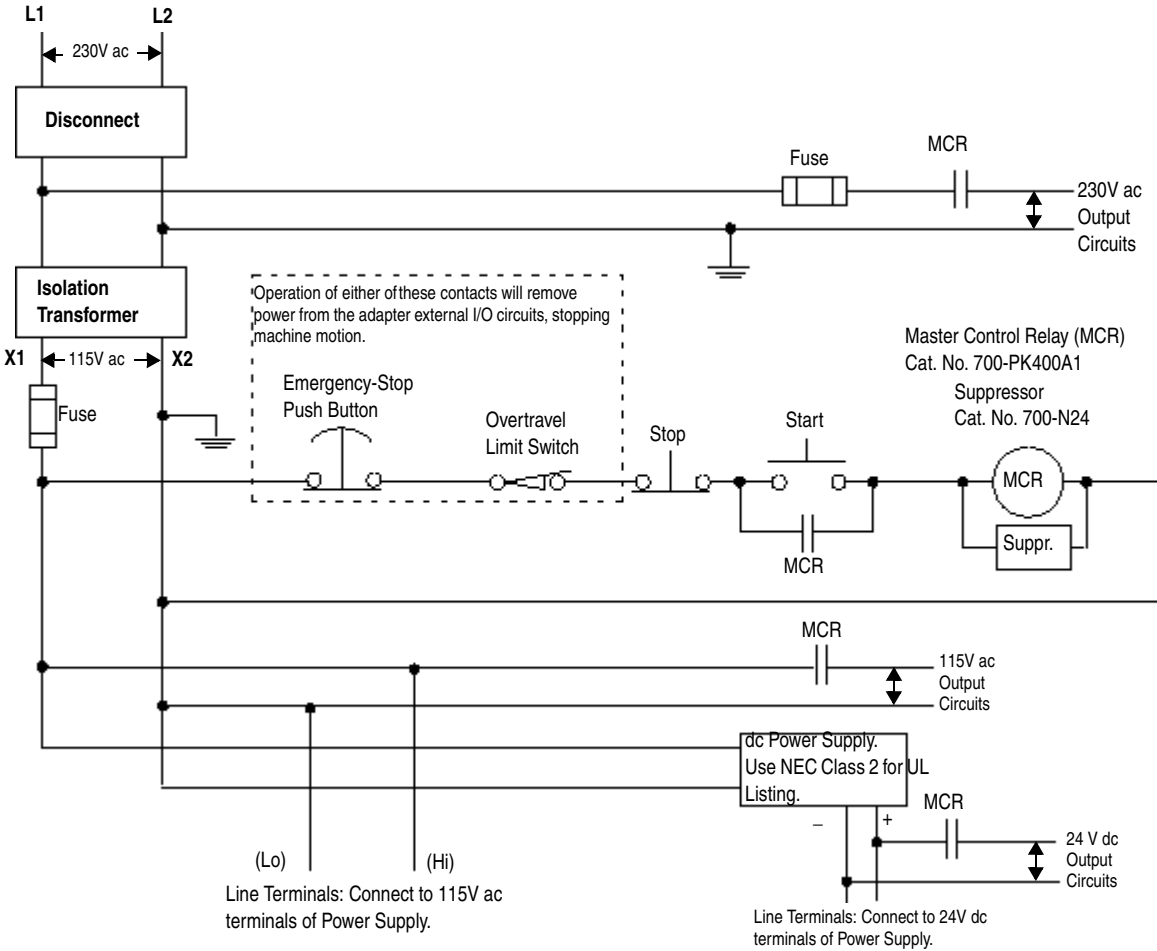 L1
L2
230V ac
Disconnect
MCR
Fuse
230V ac
Output
Circuits
Isolation
Transformer
Operation of either of these contacts will remove
power from the adapter external I/O circuits, stopping
machine motion.
X1
115V ac
X2
Master Control Relay (MCR)
Cat. No. 700-PK400A1
Suppressor
Cat. No. 700-N24
Fuse
Emergency-Stop
Push Button
Overtravel
Limit Switch
Stop
Start
MCR
Suppr.
MCR
MCR
115V ac
Output
Circuits
dc Power Supply.
Use NEC Class 2 for UL
Listing.
MCR
–
+
24 V dc
Output
Circuits
(Lo)
(Hi)
Line Terminals: Connect to 115V ac
terminals of Power Supply.
Line Terminals: Connect to 24V dc
terminals of Power Supply.